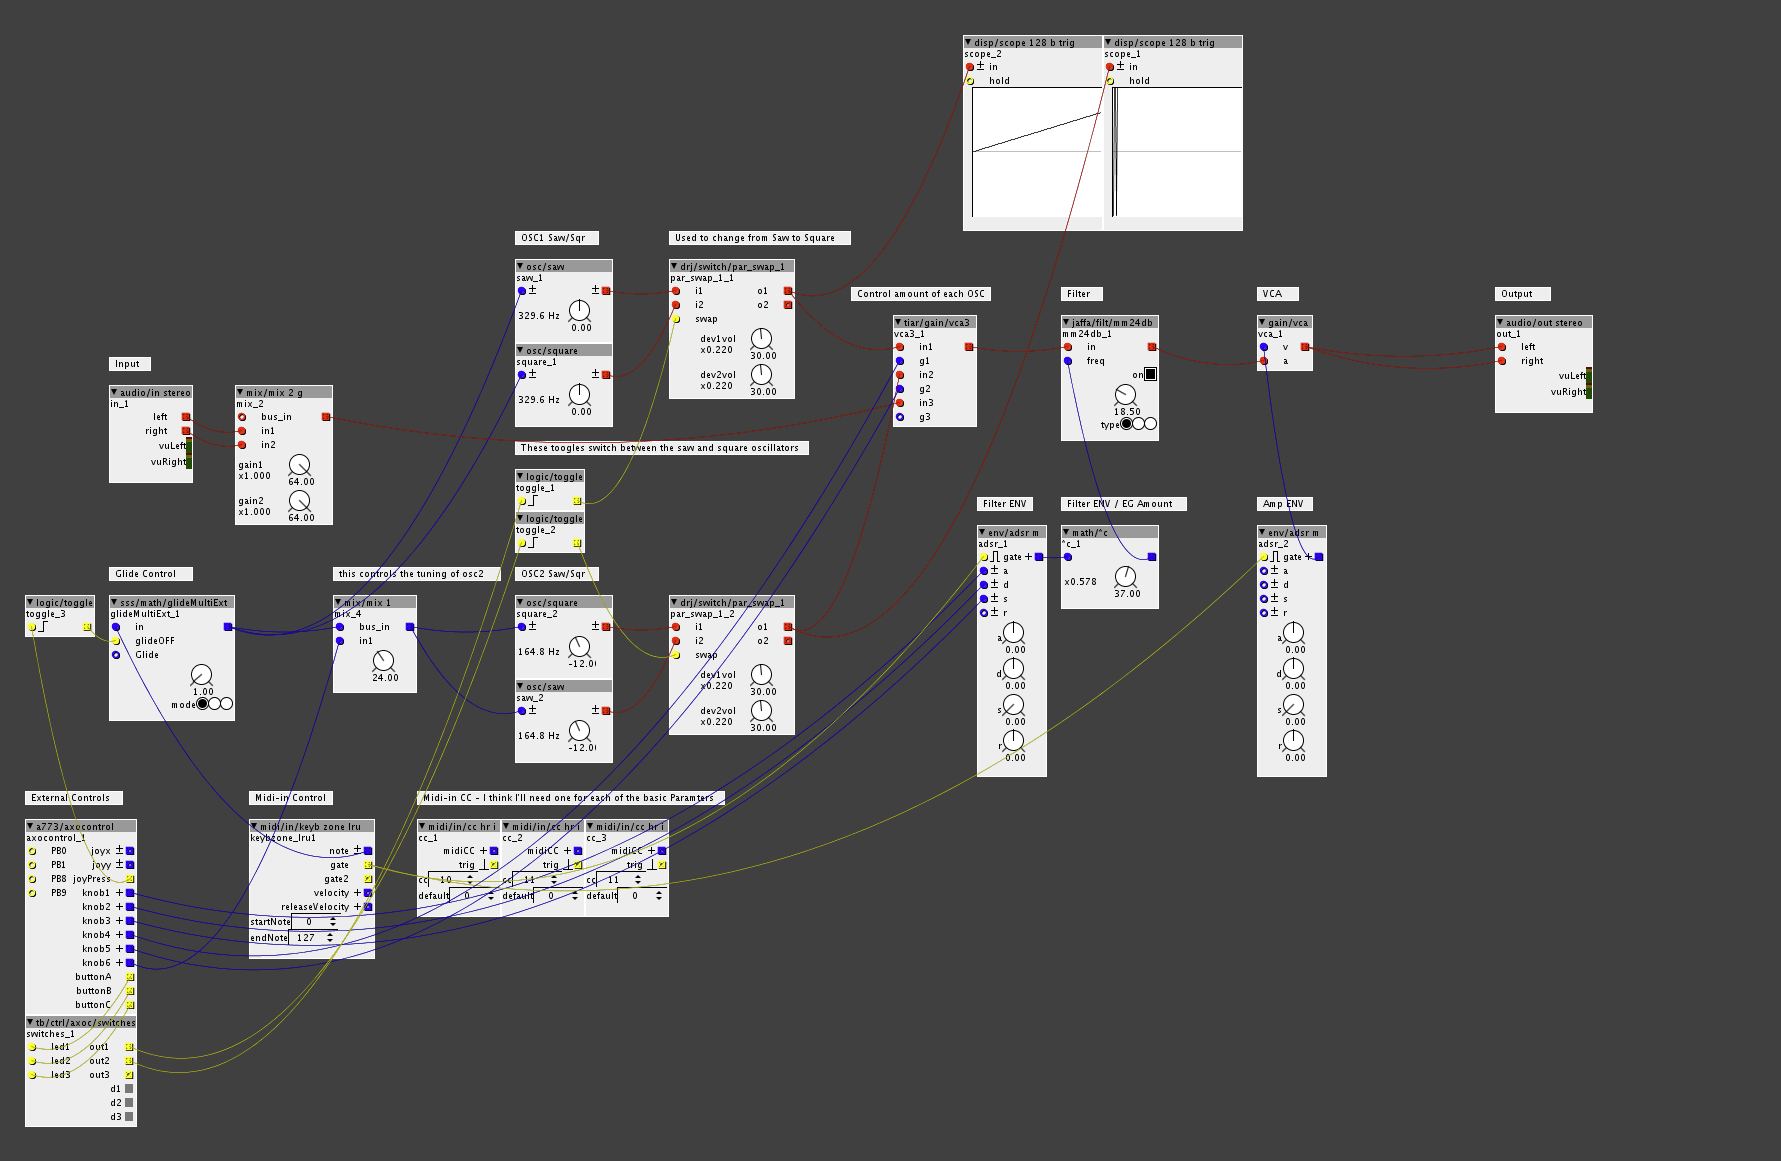 disp/scope 128 b trig
scope_2
in
hold
disp/scope 128 b trig
scope_1
in
hold
OSC1 Saw/Sqr
osc/saw
saw_1
329.6 Hz
0.00
osc/square
square_1
329.6 Hz
0.00
Used to change from Saw to Square
drj/switch/par_swap_1
par_swap_1_1
i1 o1
i2 o2
swap
dev1vol
x0.220
30.00
dev2vol
x0.220
30.00
Control amount of each OSC
tiar/gain/vca3
vca3_1
in1
g1
in2
g2
in3
g3
Filter
jaffa/filt/mm24db
mm24db_1
in
freq
on
18.50
type
VCA
gain/vca
vca_1
v
a
Output
audio/out stereo
out_1
left
right
vuLeft
vuRight
Input
audio/in stereo
in_1
left
right
vuLeft
vuRight
mix/mix 2 g
mix_2
bus_in
in1
in2
gain1
x1.000
64.00
gain2
x1.000
64.00
These toogles switch between the saw and square oscillators
logic/toggle
toggle_1
logic/toggle
toggle_2
Filter ENV
env/adsr m
adsr_1
gate +
a
d
s
r
a
0.00
d
0.00
s
0.00
r
0.00
Filter ENV / EG Amount
math/*c
*c_1
x0.578
37.00
Amp ENV
env/adsr m
adsr_2
gate +
a
d
s
r
a
0.00
d
0.00
s
0.00
r
0.00
logic/toggle
toggle_3
Glide Control
sss/math/glideMultiExt
glideMultiExt_1
in
glideOFF
Glide
1.00
mode
this controls the tuning of osc2
mix/mix 1
mix_4
bus_in
in1
24.00
OSC2 Saw/Sqr
osc/square
square_2
164.8 Hz
-12.0
osc/saw
saw_2
164.8 Hz
-12.0
drj/switch/par_swap_1
par_swap_1_2
i1 o1
i2 o2
swap
dev1vol
x0.220
30.00
dev2vol
x0.220
30.00
External Controls
a773/axocontrol
axocontrol_1
PB0 joyx ±
PB1 joyy ±
PB8 joyPress
PB9 knob1 +
knob2 +
knob3 +
knob4 +
knob5 +
knob6 +
buttonA
buttonB
buttonC
tb/ctrl/axoc/switches
switches_1
led1 out1
led2 out2
led3 out3
d1
d2
d3
Midi-in Control
midi/in/keyb zone lru
keybzone_lru1
note ±
gate
gate2
velocity +
releaseVelocity +
startNote 0
endNote 127
Midi-in CC - I think I'll need one for each of the basic Paramters
midi/in/cc hr i
cc_1
midiCC +
trig
cc 10
default 0
midi/in/cc hr i
cc_2
midiCC +
trig
cc 11
default 0
midi/in/cc hr i
cc_3
midiCC +
trig
cc 11
default 0